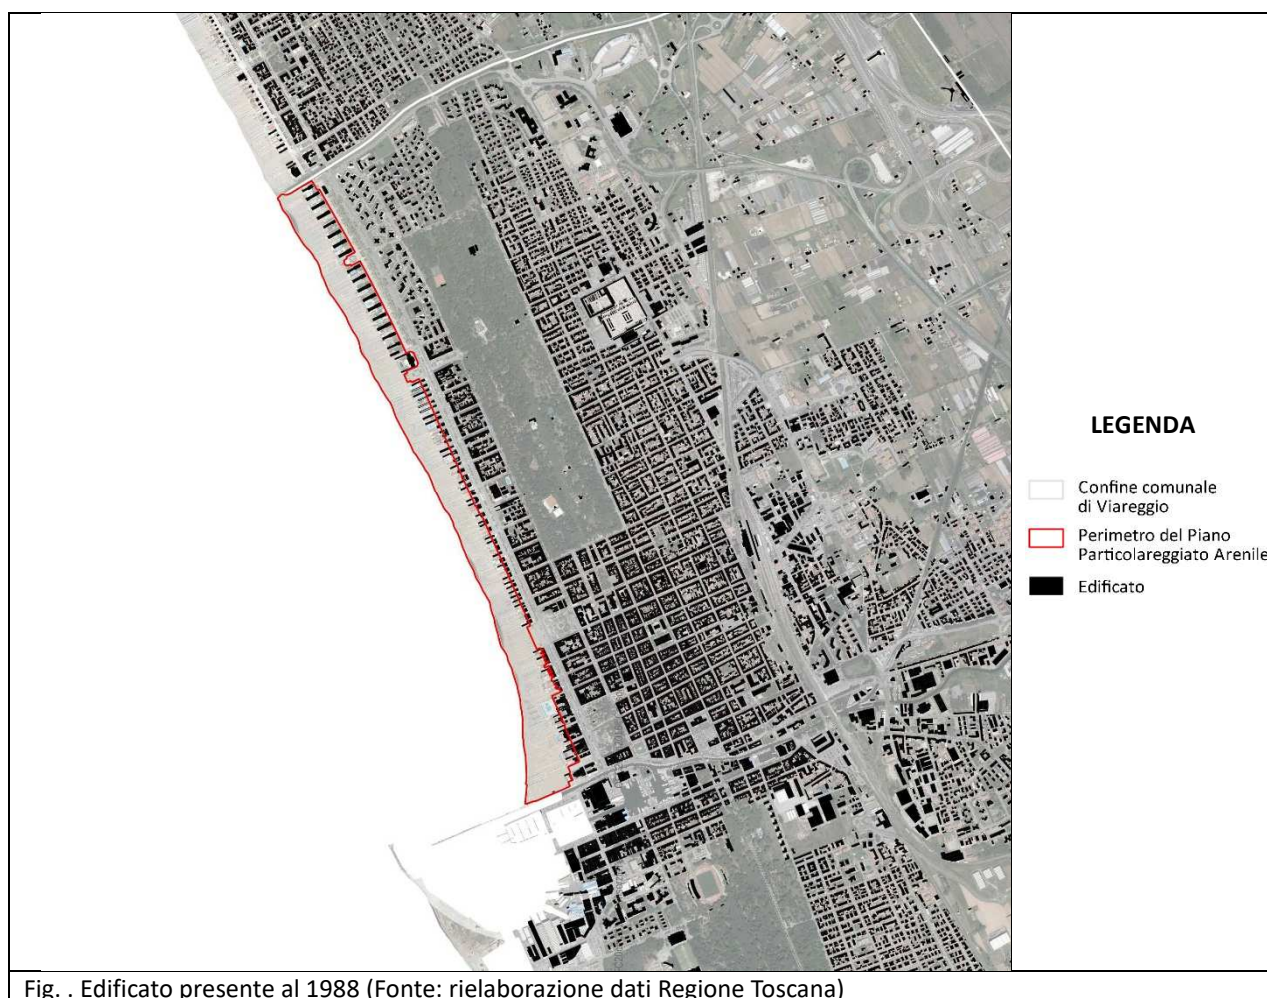 LEGENDA
Confine comunale
di Viareggio
Perimetro del Piano
Particolareggiato Arenile
Edificato
Fig. . Edificato presente al 1988 (Fonte: rielaborazione dati Regione Toscana)